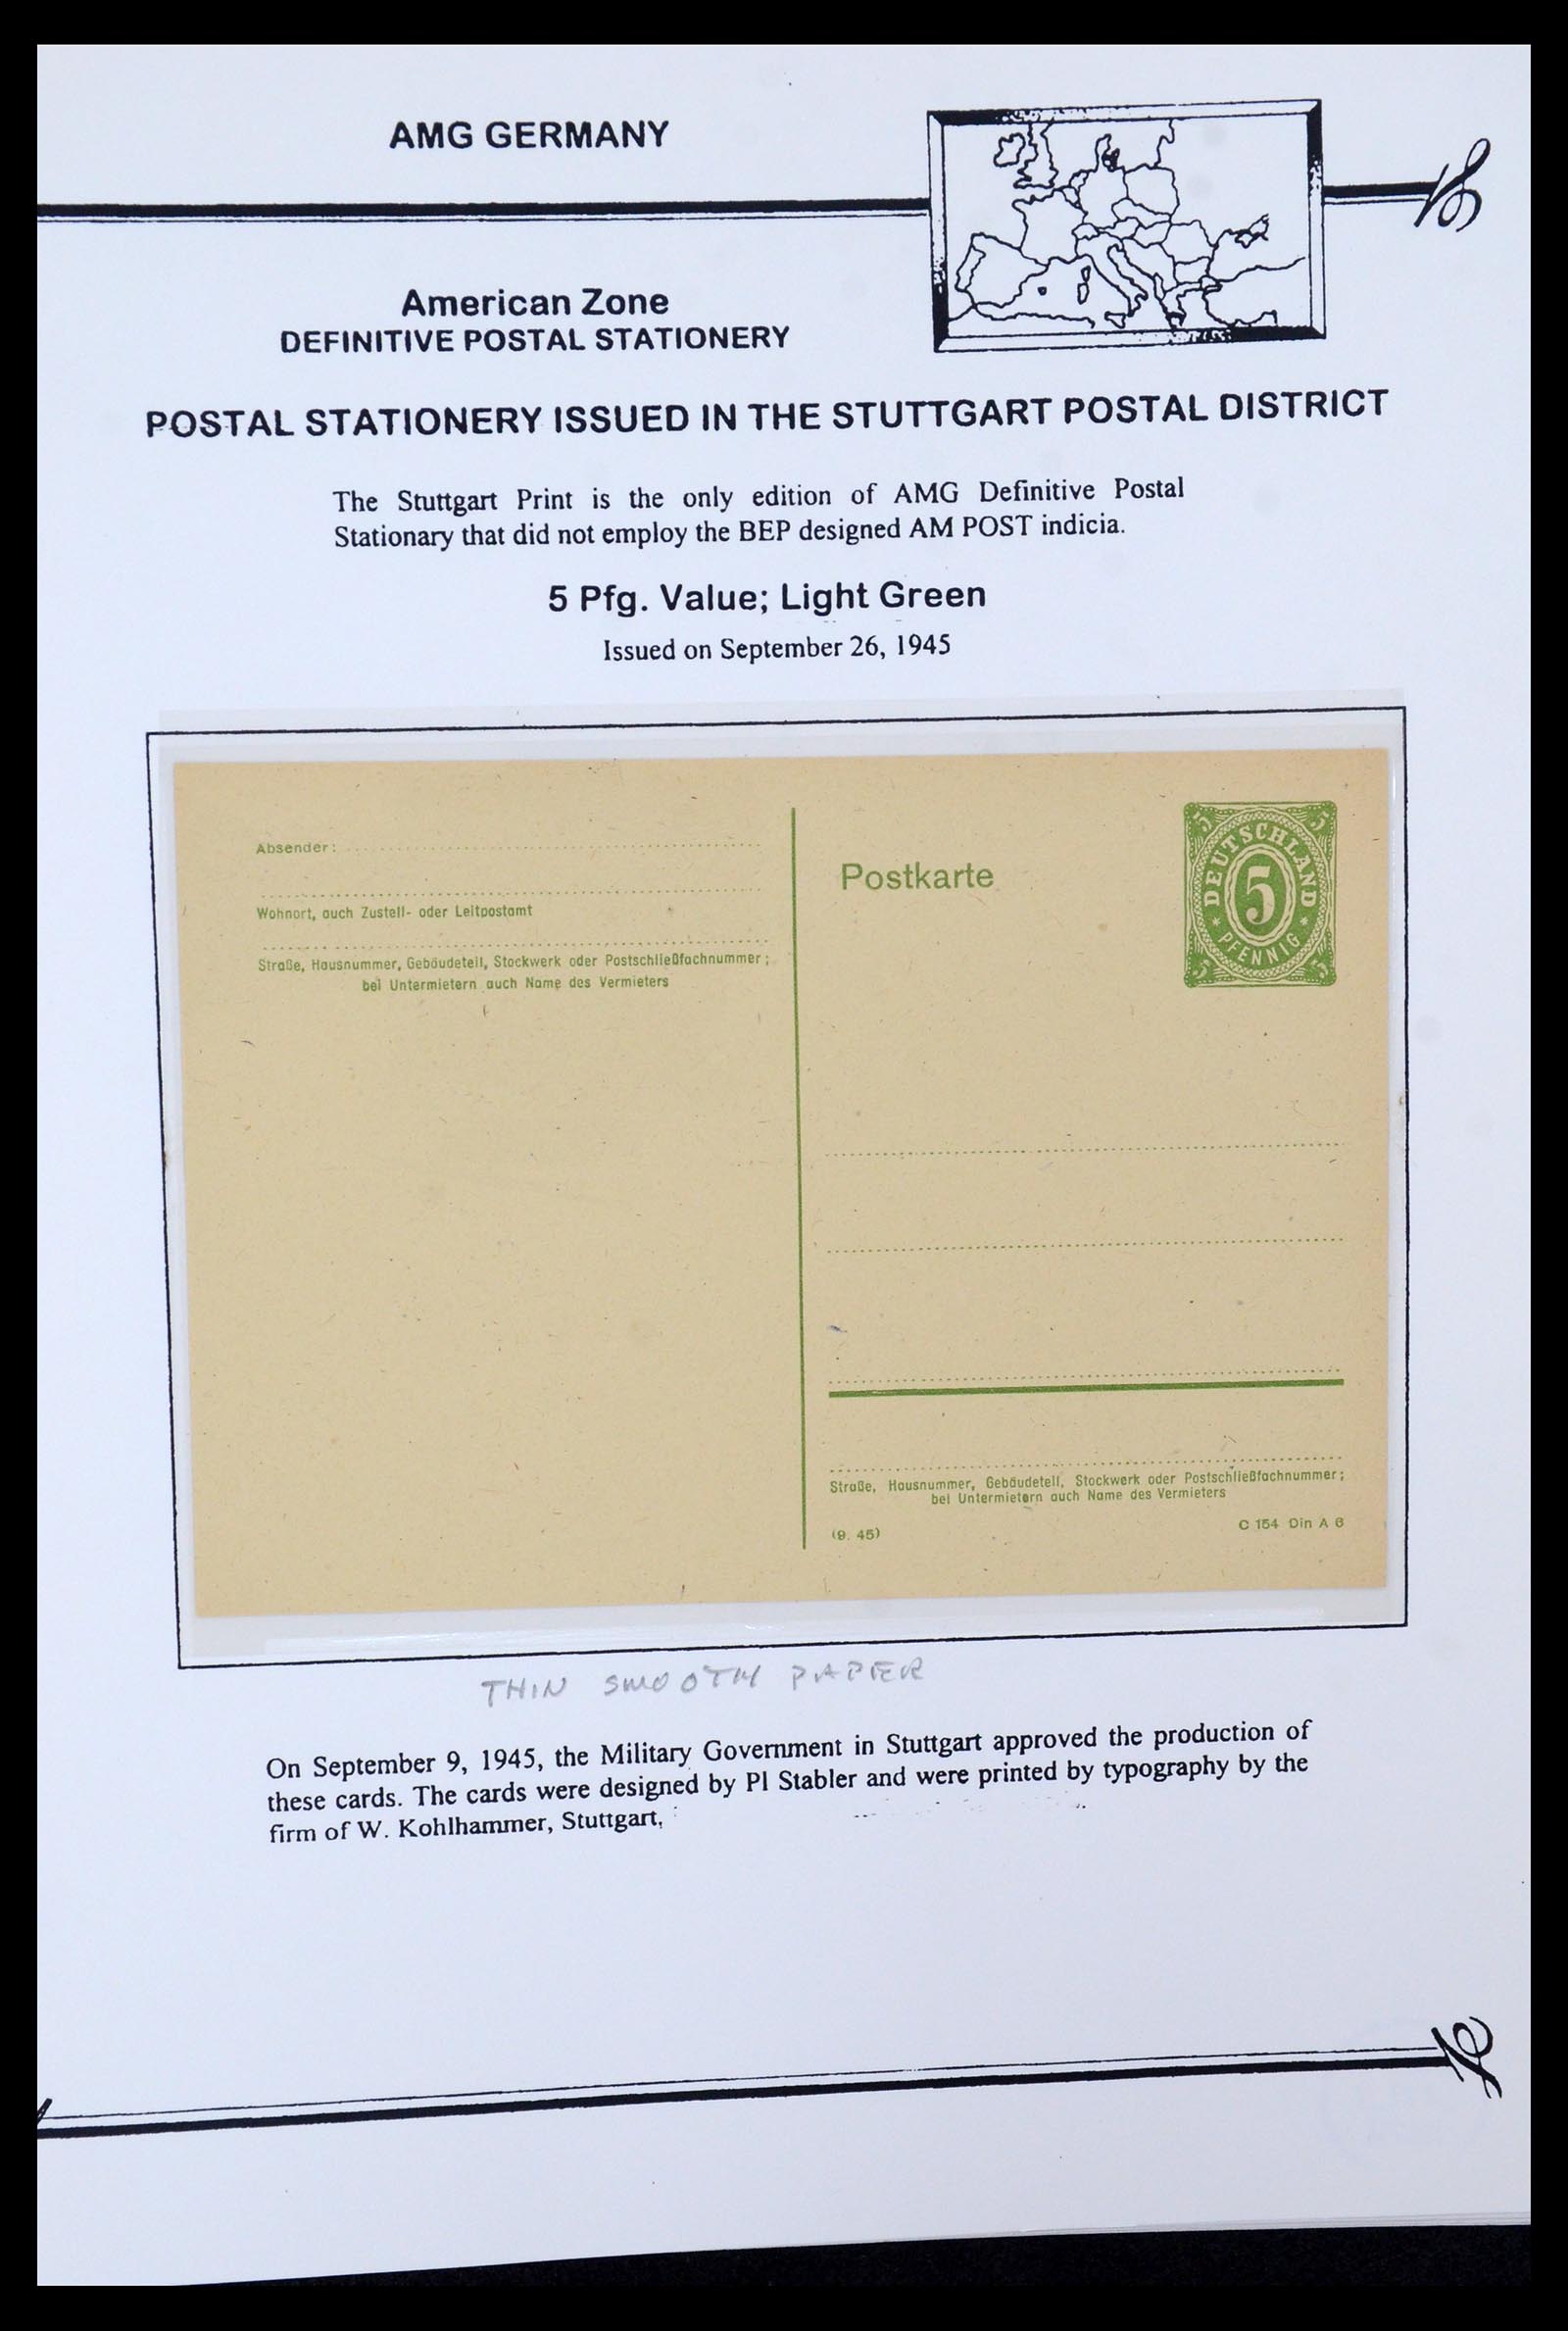 AMG GERMANY
American Zone
DEFINITIVE POSTAL STATIONERY
POSTAL STATIONERY ISSUED IN THE STUTTGART POSTAL DISTRICT
The Stuttgart Print is the only edition of AMG Definitive Postal
Stationary that did not employ the BEP designed AM POST indicia.
5 Pfg. Value; Light Green
Issued on September 26, 1945
Absender:
Wohnort, auch Zustell- oder Leitpostamt
Straße, Hausnummer, Gebäudeteil, Stockwerk oder Postschließfachnummer;
bei Untermietern auch Name des Vermieters
Postkarte
5 5
DEUTSCHLAND
5
PFENNIG
5 5
Straße, Hausnummer, Gebäudeteil, Stockwerk oder Postschließfachnummer;
bei Untermietern auch Name des Vermieters
(9. 45) C 154 Din A 6
THIN SMOOTH PAPER
On September 9, 1945, the Military Government in Stuttgart approved the production of
these cards. The cards were designed by PI Stabler and were printed by typography by the
firm of W. Kohlhammer, Stuttgart,